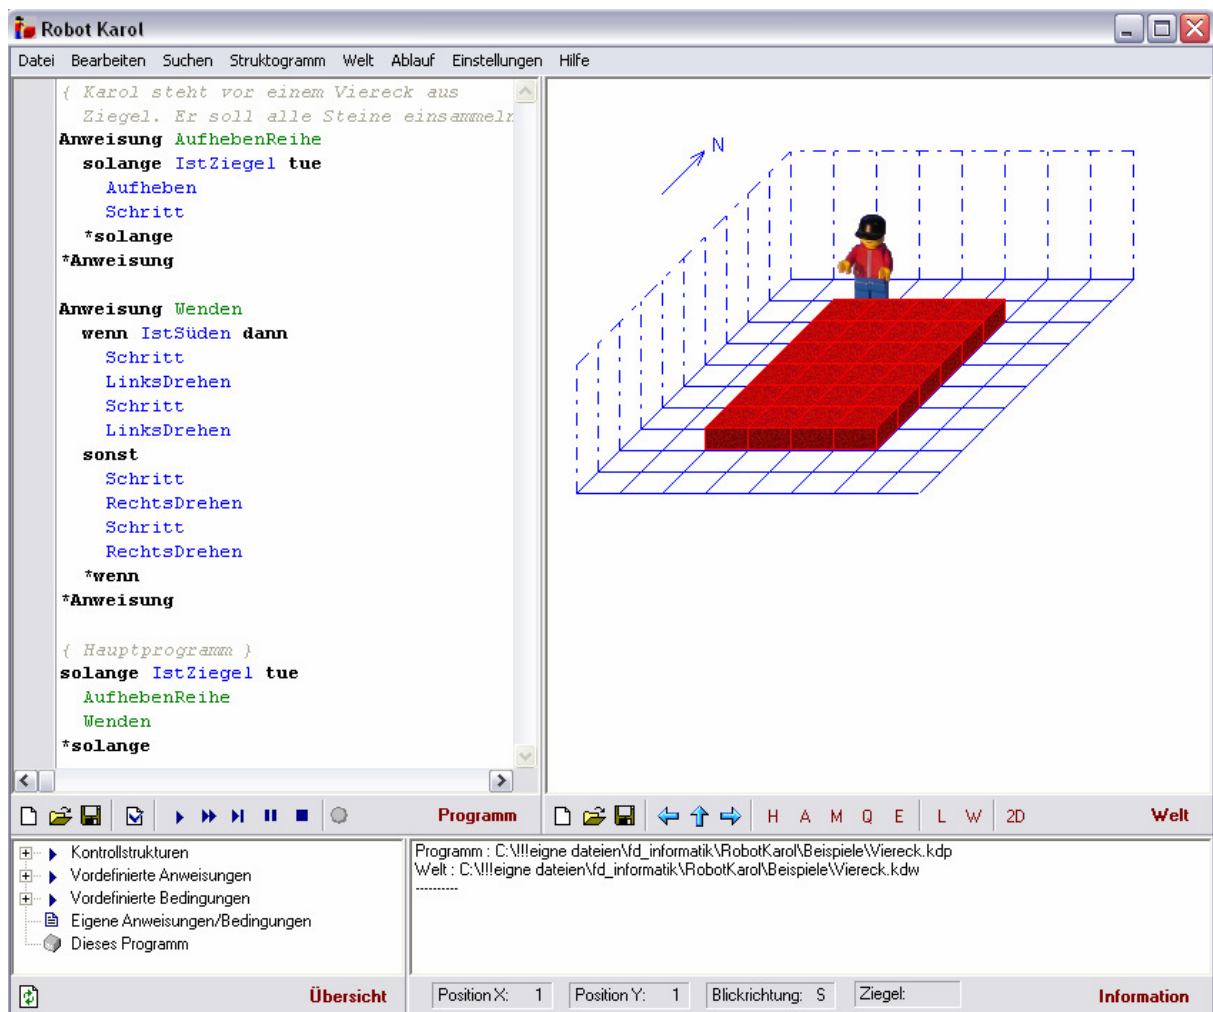 Robot Karol
Datei Bearbeiten Suchen Struktogramm Welt Ablauf Einstellungen Hilfe
{ Karol steht vor einem Viereck aus
Ziegel. Er soll alle Steine einsammeln
Anweisung AufhebenReihe
solange IstZiegel tue
Aufheben
Schritt
*solange
*Anweisung
Anweisung Wenden
wenn IstSüden dann
Schritt
LinksDrehen
Schritt
LinksDrehen
sonst
Schritt
RechtsDrehen
Schritt
RechtsDrehen
*wenn
*Anweisung
{ Hauptprogramm }
solange IstZiegel tue
AufhebenReihe
Wenden
*solange
N
Programm
H A M Q E L W 2D Welt
Kontrollstrukturen
Vordefinierte Anweisungen
Vordefinierte Bedingungen
Eigene Anweisungen/Bedingungen
Dieses Programm
Übersicht
Programm : C:\!!!eigne dateien\fd_informatik\RobotKarol\Beispiele\Viereck.kdp
Welt : C:\!!!eigne dateien\fd_informatik\RobotKarol\Beispiele\Viereck.kdw
----------
Position X: 1 Position Y: 1 Blickrichtung: S Ziegel: Information